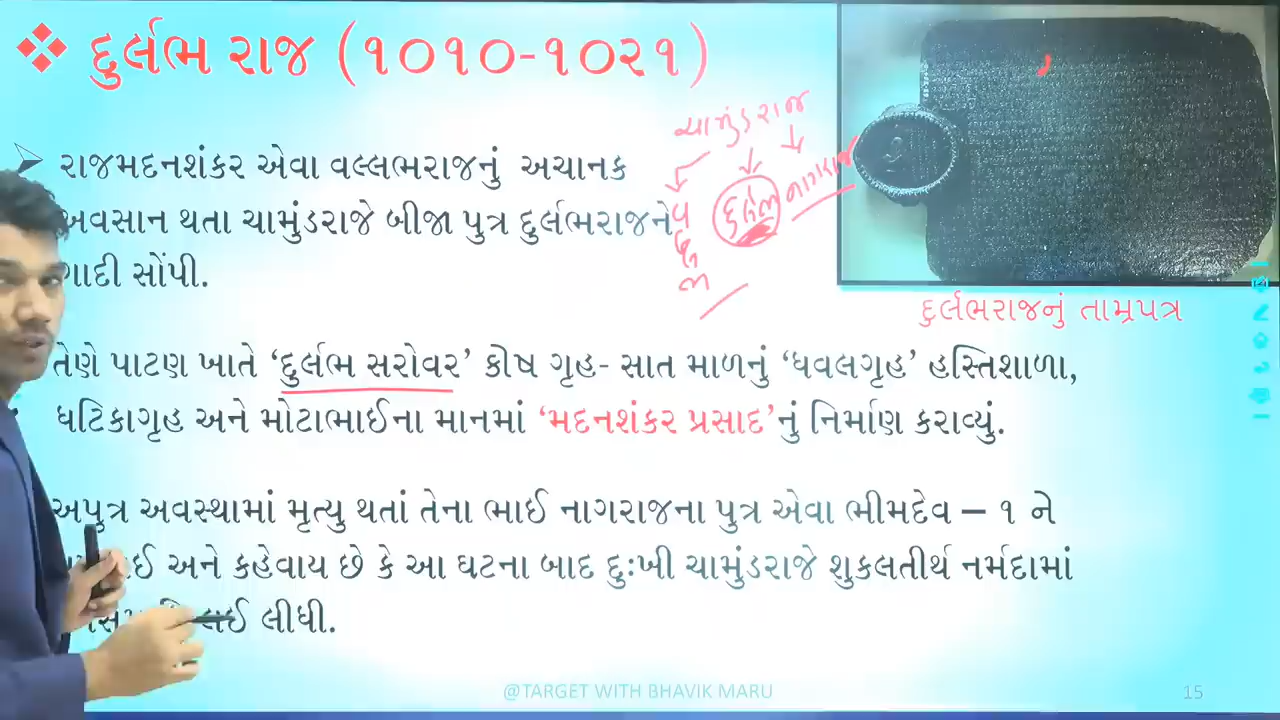 દુર્લભ રાજ (૧૦૧૦-૧૦૨૧)
રાજમદનશંકર એવા વલ્લભરાજનું અચાનક
અવસાન થતા ચામુંડરાજે બીજા પુત્ર દુર્લભરાજને
ગાદી સોંપી.
ચામુંડરાજ
દુર્લભ નાગરાજ
દુર્લભરાજનું તામ્રપત્ર
તેણે પાટણ ખાતે ‘દુર્લભ સરોવર’ કોષ ગૃહ- સાત માળનું ‘ધવલગૃહ’ હસ્તિશાળા,
ઘટિકાગૃહ અને મોટાભાઈના માનમાં ‘મદનશંકર પ્રસાદ’નું નિર્માણ કરાવ્યું.
અપુત્ર અવસ્થામાં મૃત્યુ થતાં તેના ભાઈ નાગરાજના પુત્ર એવા ભીમદેવ – ૧ ને
અને કહેવાય છે કે આ ઘટના બાદ દુઃખી ચામુંડરાજે શુકલતીર્થ નર્મદામાં
લઈ લીધી.
@TARGET WITH BHAVIK MARU
15